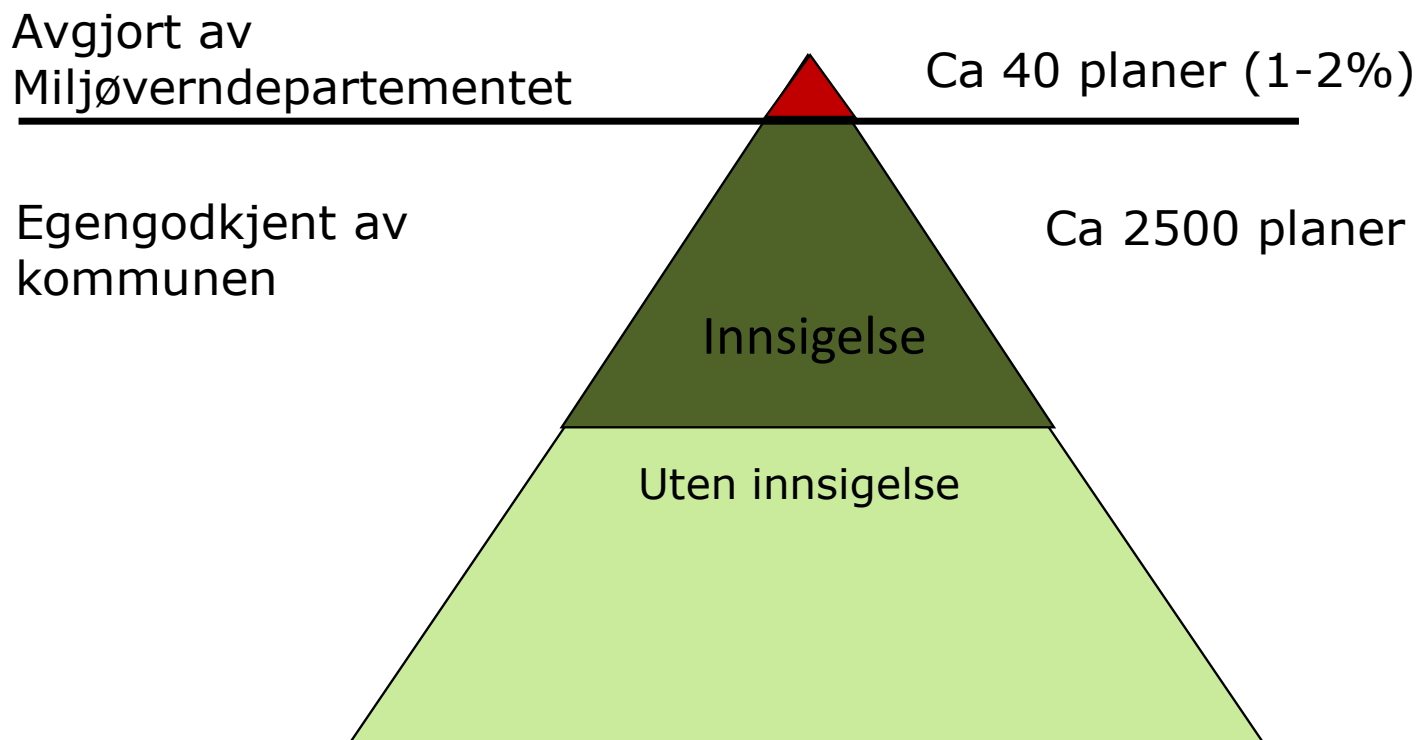 Avgjort av
Miljøverndepartementet
Ca 40 planer (1-2%)
Egengodkjent av
kommunen
Ca 2500 planer
Innsigelse
Uten innsigelse